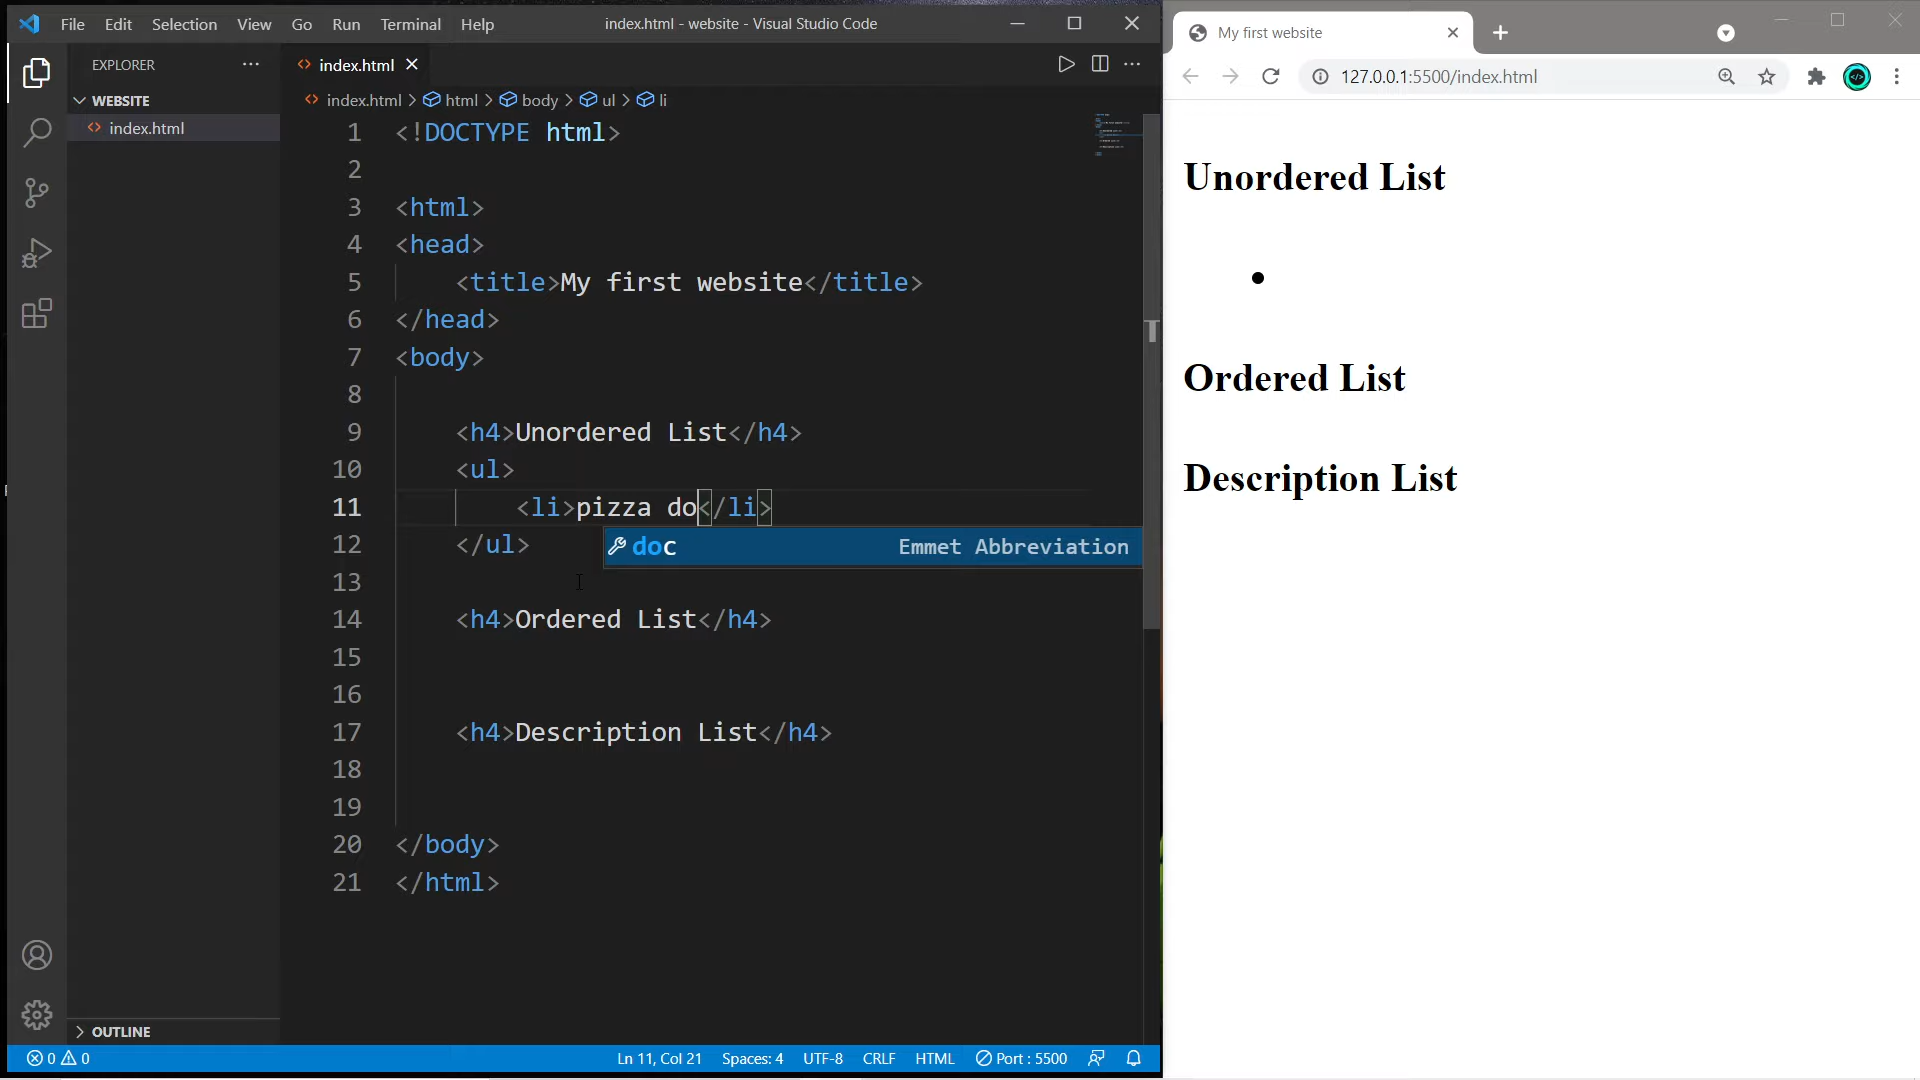 File Edit Selection View Go Run Terminal Help
index.html - website - Visual Studio Code
EXPLORER
WEBSITE
index.html
index.html
index.html > html > body > ul > li
1 <!DOCTYPE html>
2
3 <html>
4 <head>
5 <title>My first website</title>
6 </head>
7 <body>
8
9 <h4>Unordered List</h4>
10 <ul>
11 <li>pizza do</li>
doc Emmet Abbreviation
12 </ul>
13
14 <h4>Ordered List</h4>
15
16
17 <h4>Description List</h4>
18
19
20 </body>
21 </html>
OUTLINE
0 0
Ln 11, Col 21 Spaces: 4 UTF-8 CRLF HTML Port : 5500
My first website
127.0.0.1:5500/index.html
Unordered List
•
Ordered List
Description List